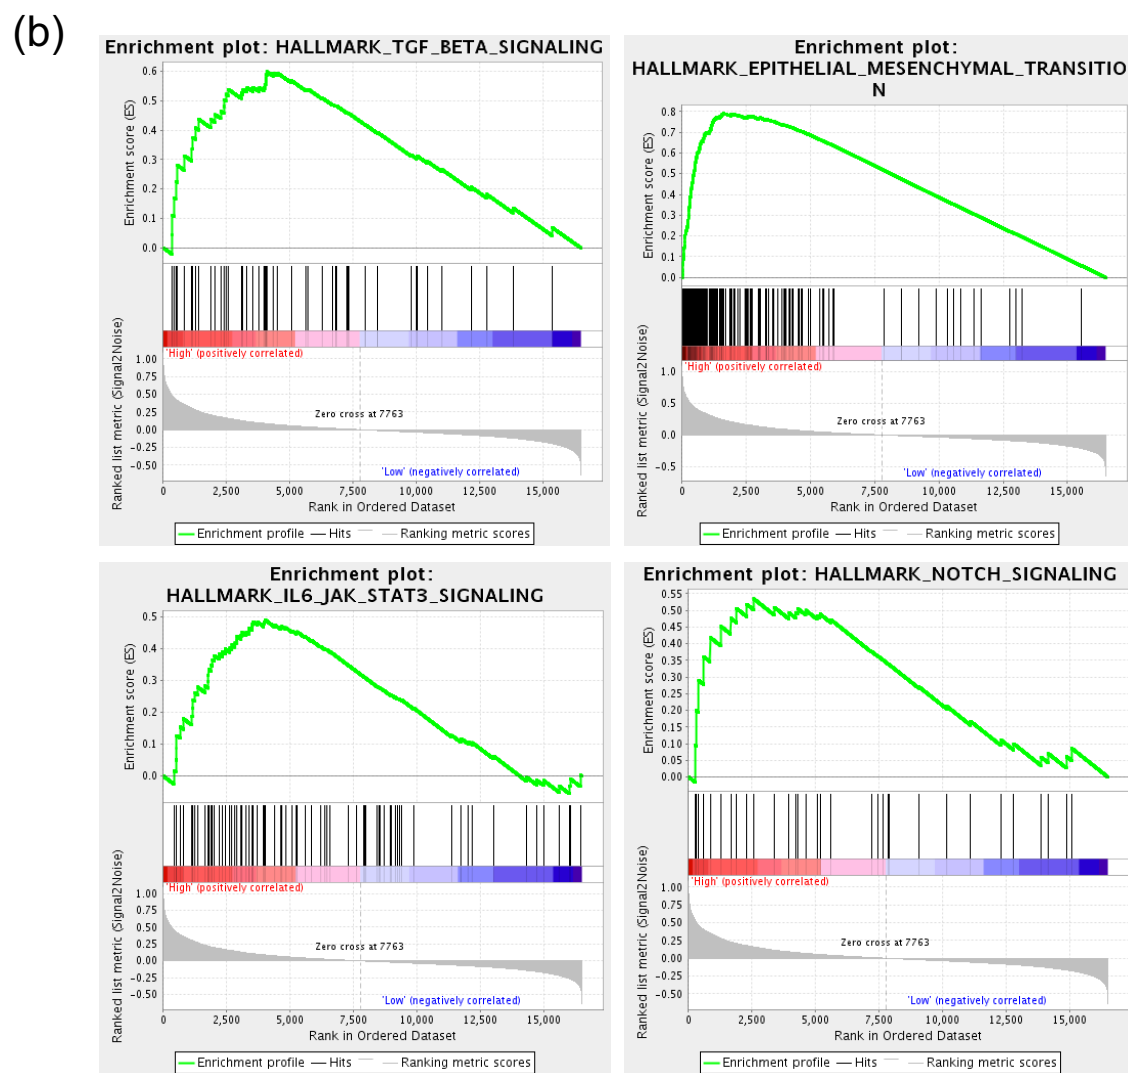 (b)
Enrichment plot: HALLMARK_TGF_BETA_SIGNALING
Enrichment score (ES)
0.6
0.5
0.4
0.3
0.2
0.1
0.0
'High' (positively correlated)
Ranked list metric (Signal2Noise)
1.00
0.75
0.50
0.25
0.00
−0.25
−0.50
Zero cross at 7763
'Low' (negatively correlated)
0 2,500 5,000 7,500 10,000 12,500 15,000
Rank in Ordered Dataset
Enrichment profile Hits Ranking metric scores
Enrichment plot:
HALLMARK_EPITHELIAL_MESENCHYMAL_TRANSITIO
N
Enrichment score (ES)
0.8
0.7
0.6
0.5
0.4
0.3
0.2
0.1
0.0
'High' (positively correlated)
Ranked list metric (Signal2Noise)
1.0
0.5
0.0
−0.5
Zero cross at 7763
'Low' (negatively correlated)
0 2,500 5,000 7,500 10,000 12,500 15,000
Rank in Ordered Dataset
Enrichment profile Hits Ranking metric scores
Enrichment plot:
HALLMARK_IL6_JAK_STAT3_SIGNALING
Enrichment score (ES)
0.5
0.4
0.3
0.2
0.1
0.0
'High' (positively correlated)
Ranked list metric (Signal2Noise)
1.00
0.75
0.50
0.25
0.00
−0.25
−0.50
Zero cross at 7763
'Low' (negatively correlated)
0 2,500 5,000 7,500 10,000 12,500 15,000
Rank in Ordered Dataset
Enrichment profile Hits Ranking metric scores
Enrichment plot: HALLMARK_NOTCH_SIGNALING
Enrichment score (ES)
0.55
0.50
0.45
0.40
0.35
0.30
0.25
0.20
0.15
0.10
0.05
0.00
'High' (positively correlated)
Ranked list metric (Signal2Noise)
1.00
0.75
0.50
0.25
0.00
−0.25
−0.50
Zero cross at 7763
'Low' (negatively correlated)
0 2,500 5,000 7,500 10,000 12,500 15,000
Rank in Ordered Dataset
Enrichment profile Hits Ranking metric scores